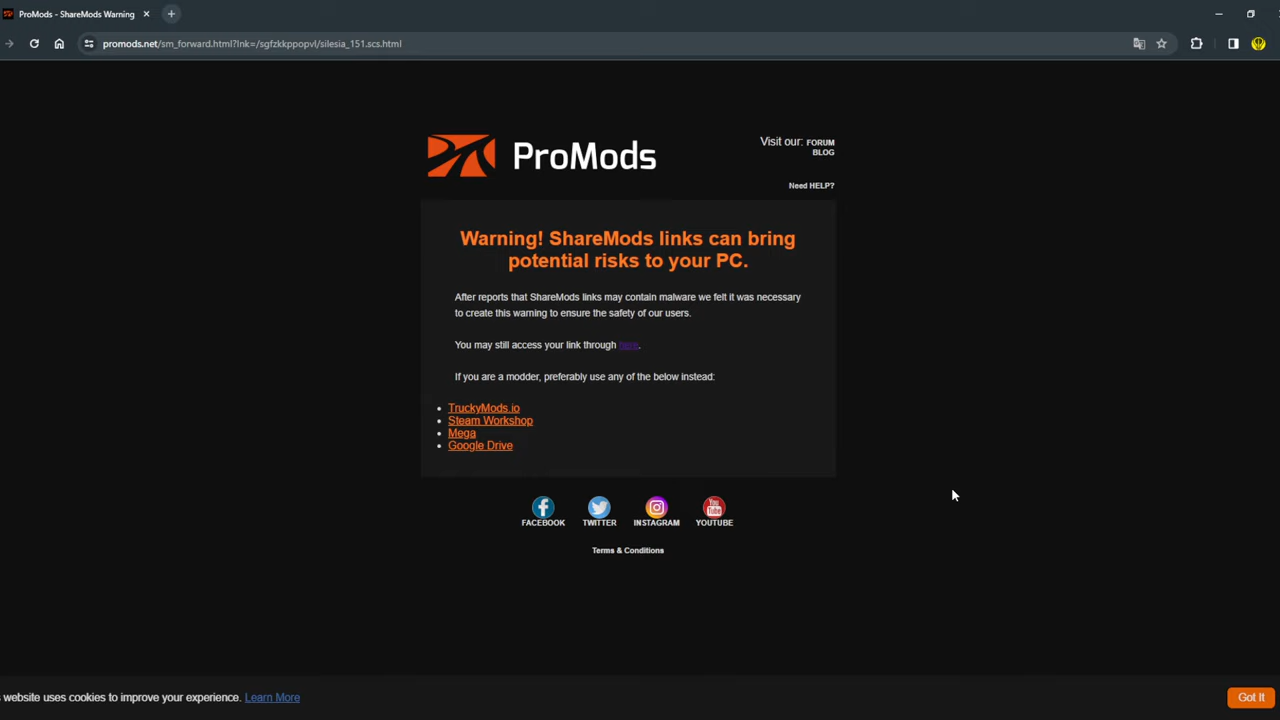 ProMods - ShareMods Warning
promods.net/sm_forward.html?lnk=/sgfzkkppopvl/silesia_151.scs.html
ProMods
Visit our: FORUM
BLOG
Need HELP?
Warning! ShareMods links can bring
potential risks to your PC.
After reports that ShareMods links may contain malware we felt it was necessary
to create this warning to ensure the safety of our users.
You may still access your link through here.
If you are a modder, preferably use any of the below instead:
TruckyMods.io
Steam Workshop
Mega
Google Drive
FACEBOOK TWITTER INSTAGRAM YOUTUBE
Terms & Conditions
website uses cookies to improve your experience. Learn More
Got It